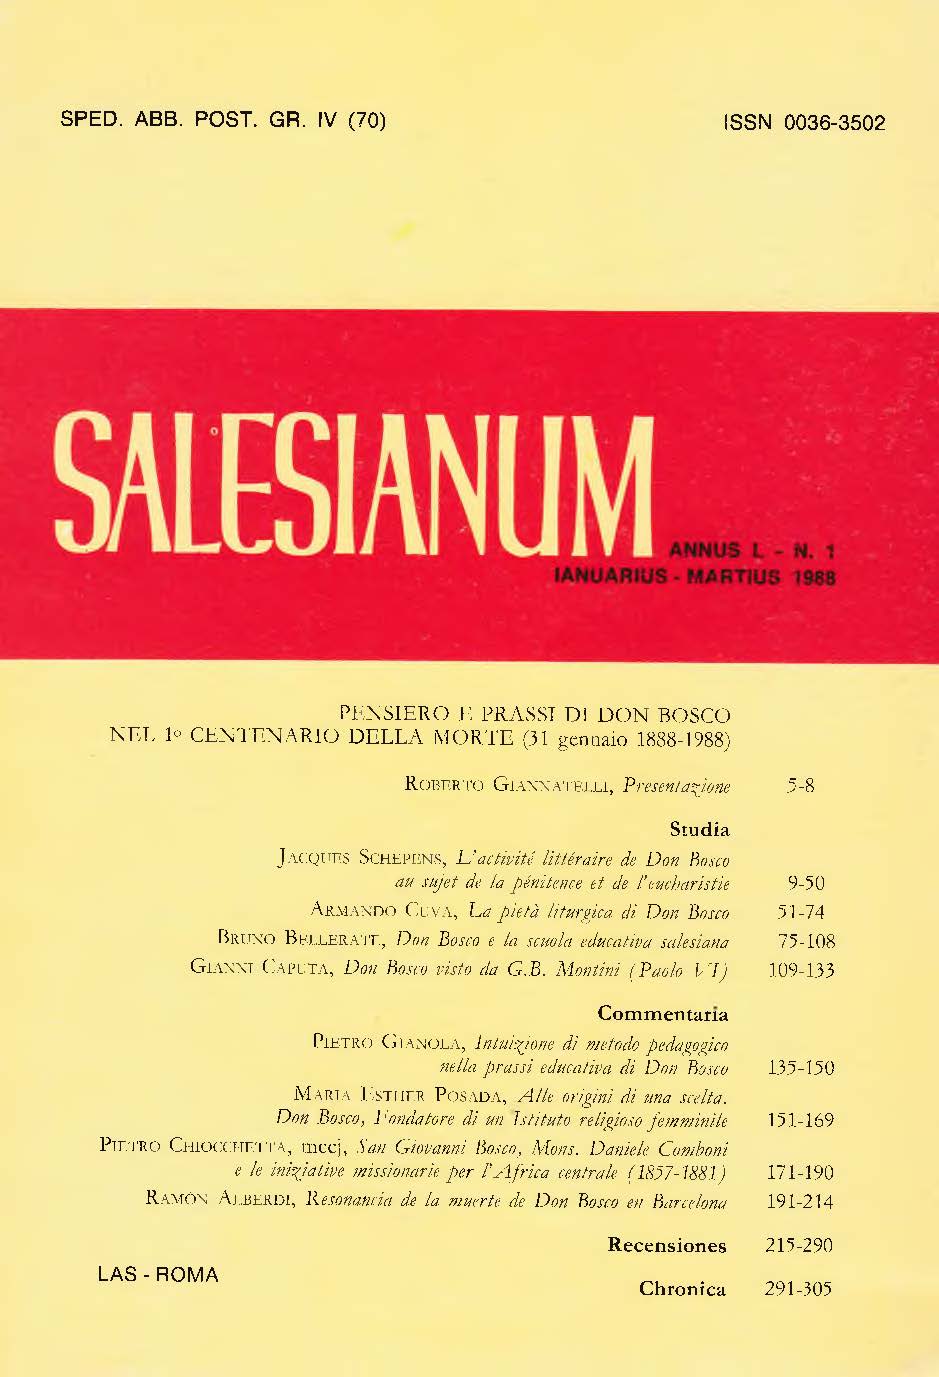 SPED. ABB. POST. GR. IV (70)
ISSN 0036-3502
SALESIANUM
ANNUS L - N. 1
IANUARIUS - MARTIUS 1988
PENSIERO E PRASSI DI DON BOSCO
NEL 1º CENTENARIO DELLA MORTE (31 gennaio 1888-1988)
ROBERTO GIANNATELLI, Presentazione 5-8
Studia
JACQUES SCHEPENS, L'activité littéraire de Don Bosco
au sujet de la pénitence et de l'eucharistie 9-50
ARMANDO CUVA, La pietà liturgica di Don Bosco 51-74
BRUNO BELLERATE, Don Bosco e la scuola educativa salesiana 75-108
GIANNI CAPUTA, Don Bosco visto da G.B. Montini (Paolo VI) 109-133
Commentaria
PIETRO GIANOLA, Intuizione di metodo pedagogico
nella prassi educativa di Don Bosco 135-150
MARIA ESTHER POSADA, Alle origini di una scelta.
Don Bosco, Fondatore di un Istituto religioso femminile 151-169
PIETRO CHIOCCHETTA, mccj, San Giovanni Bosco, Mons. Daniele Comboni
e le iniziative missionarie per l'Africa centrale (1857-1881) 171-190
RAMÓN ALBERDI, Resonancia de la muerte de Don Bosco en Barcelona 191-214
Recensiones 215-290
LAS - ROMA
Chronica 291-305